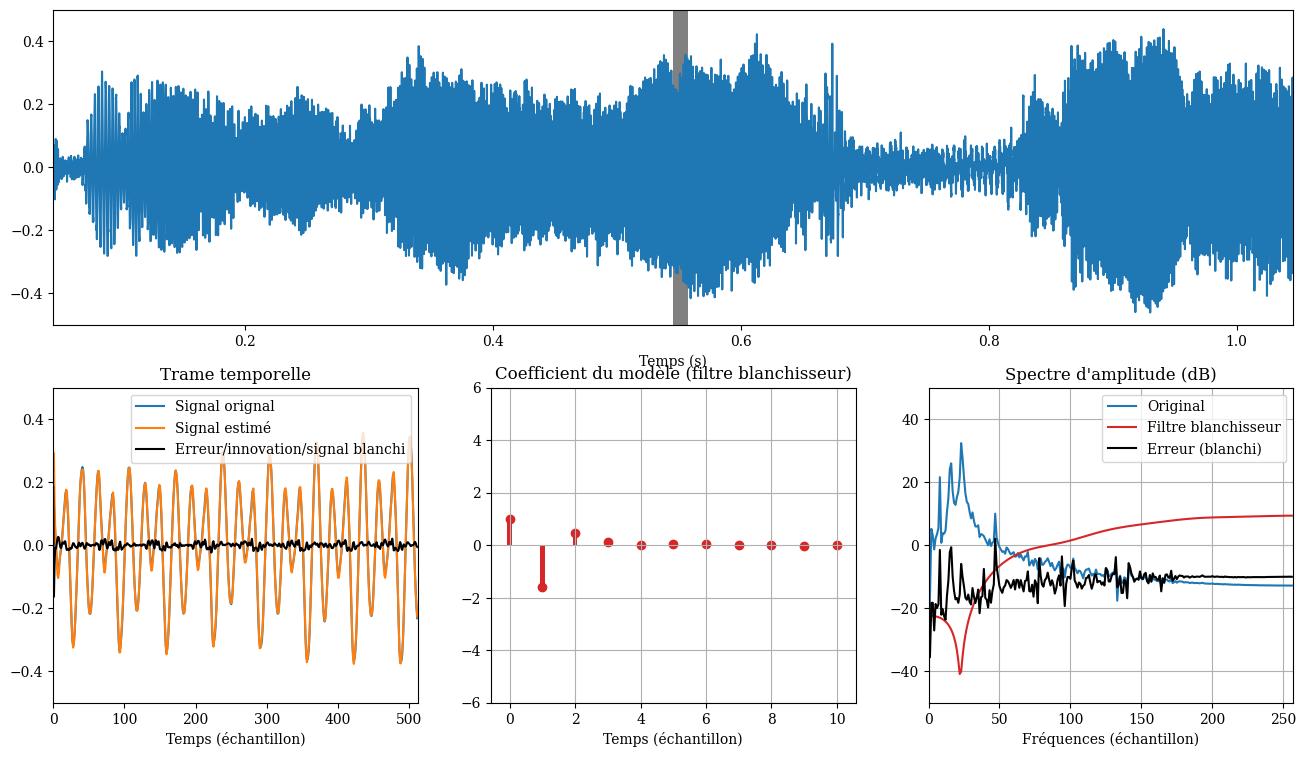 0.4
0.2
0.0
−0.2
−0.4
0.2 0.4 0.6 0.8 1.0
Temps (s)
Trame temporelle
Signal orignal
Signal estimé
Erreur/innovation/signal blanchi
0.4
0.2
0.0
−0.2
−0.4
0 100 200 300 400 500
Temps (échantillon)
Coefficient du modèle (filtre blanchisseur)
6
4
2
0
−2
−4
−6
0 2 4 6 8 10
Temps (échantillon)
Spectre d'amplitude (dB)
Original
Filtre blanchisseur
Erreur (blanchi)
40
20
0
−20
−40
0 50 100 150 200 250
Fréquences (échantillon)